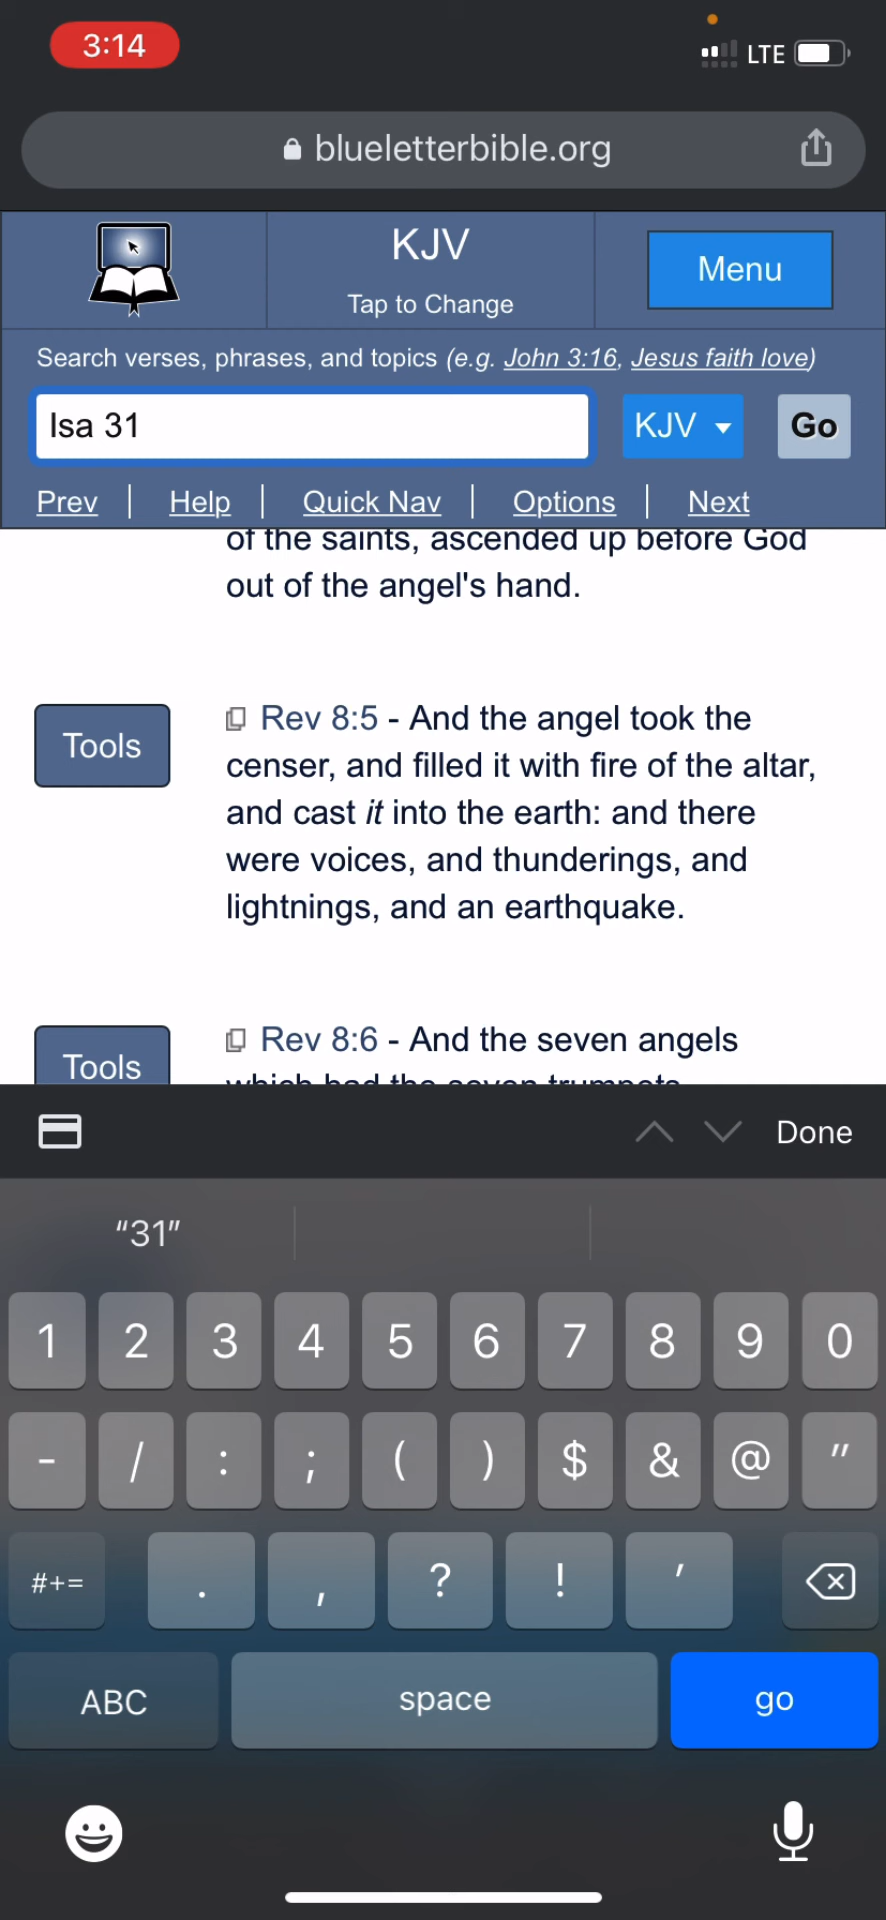 3:14
LTE
blueletterbible.org
KJV
Menu
Tap to Change
Search verses, phrases, and topics (e.g. John 3:16, Jesus faith love)
Isa 31
KJV
Go
Prev | Help | Quick Nav | Options | Next
of the saints, ascended up before God
out of the angel's hand.
Tools
Rev 8:5 - And the angel took the
censer, and filled it with fire of the altar,
and cast it into the earth: and there
were voices, and thunderings, and
lightnings, and an earthquake.
Tools
Rev 8:6 - And the seven angels
which had the seven trumpets
Done
“31”
1 2 3 4 5 6 7 8 9 0
- / : ; ( ) $ & @ "
#+= . , ? ! '
ABC space go